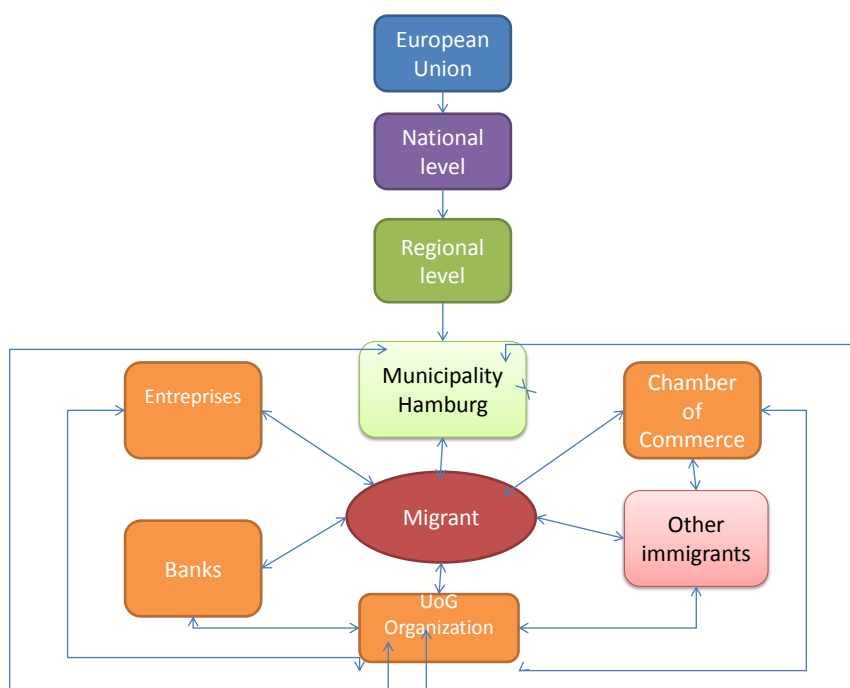 European
Union
National
level
Regional
level
Municipality
Hamburg
Entreprises
Chamber
of
Commerce
Migrant
Other
immigrants
Banks
UoG
Organization